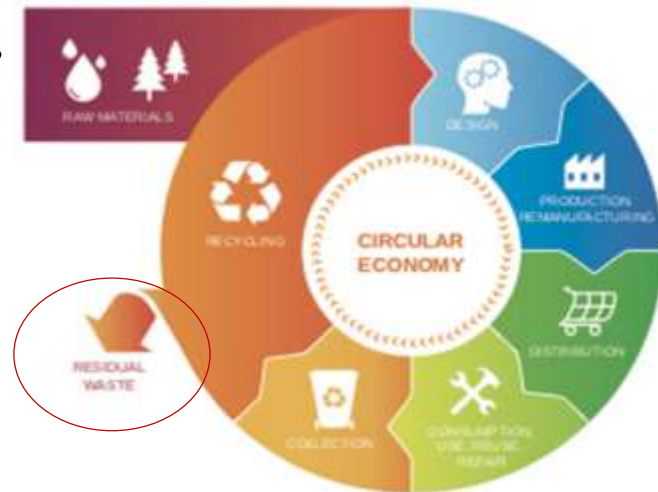 RAW MATERIALS
DESIGN
PRODUCTION
REMANUFACTURING
RECYCLING
CIRCULAR
ECONOMY
DISTRIBUTION
RESIDUAL
WASTE
COLLECTION
CONSUMPTION,
USE, REUSE,
REPAIR